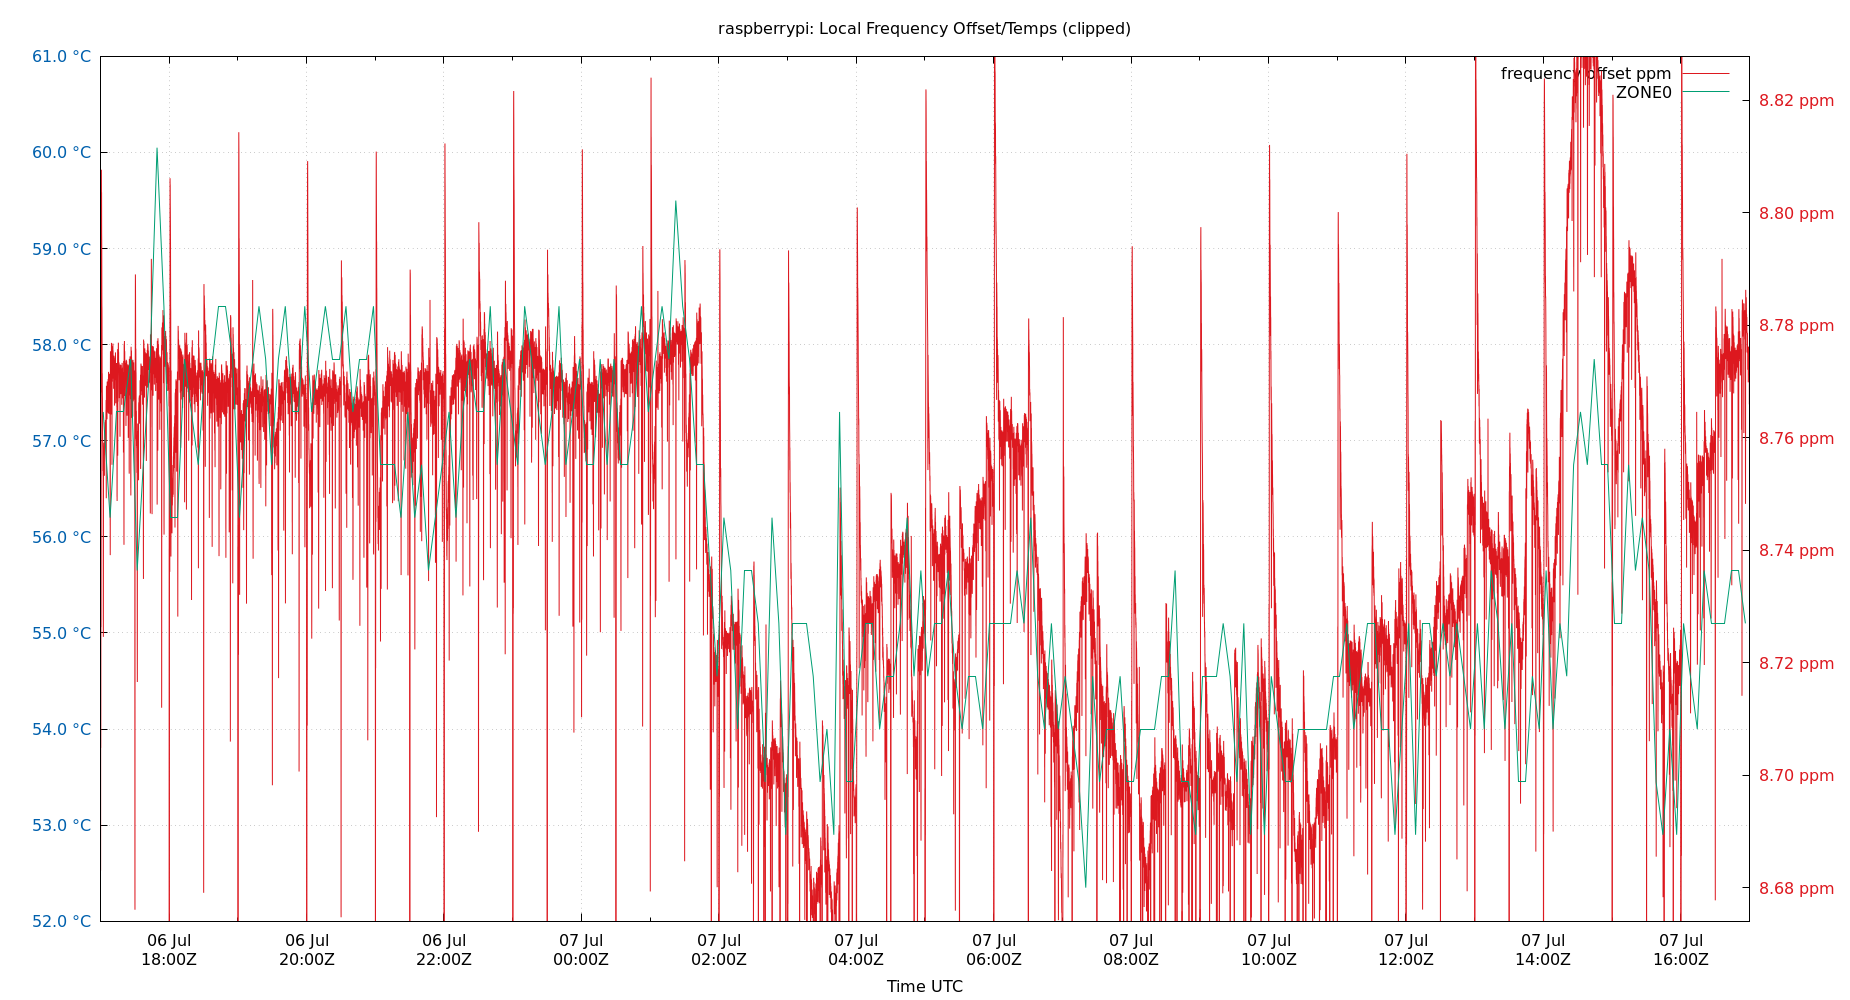 raspberrypi: Local Frequency Offset/Temps (clipped)
61.0 °C
60.0 °C
59.0 °C
58.0 °C
57.0 °C
56.0 °C
55.0 °C
54.0 °C
53.0 °C
52.0 °C
frequency offset ppm
ZONE0
8.82 ppm
8.80 ppm
8.78 ppm
8.76 ppm
8.74 ppm
8.72 ppm
8.70 ppm
8.68 ppm
06 Jul
18:00Z
06 Jul
20:00Z
06 Jul
22:00Z
07 Jul
00:00Z
07 Jul
02:00Z
07 Jul
04:00Z
07 Jul
06:00Z
07 Jul
08:00Z
07 Jul
10:00Z
07 Jul
12:00Z
07 Jul
14:00Z
07 Jul
16:00Z
Time UTC